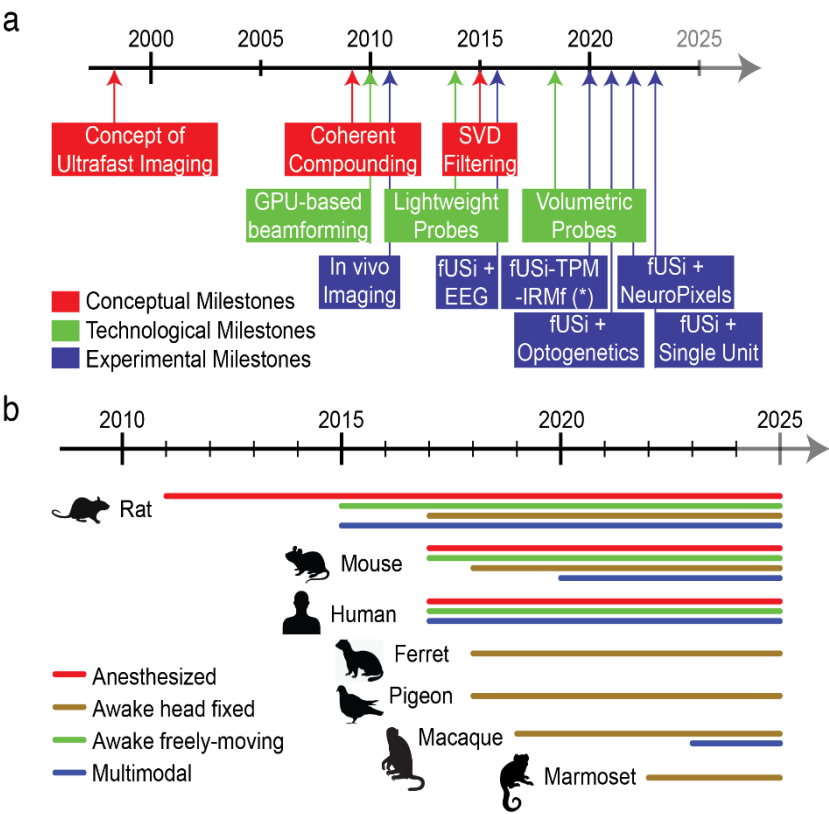 a
2000 2005 2010 2015 2020 2025
Concept of
Ultrafast Imaging
Coherent
Compounding
SVD
Filtering
GPU-based
beamforming
Lightweight
Probes
Volumetric
Probes
In vivo
Imaging
fUSi +
EEG
fUSi-TPM
-IRMf (*)
fUSi +
NeuroPixels
fUSi +
Optogenetics
fUSi +
Single Unit
Conceptual Milestones
Technological Milestones
Experimental Milestones
b
2010 2015 2020 2025
Rat
Mouse
Human
Ferret
Pigeon
Macaque
Marmoset
Anesthesized
Awake head fixed
Awake freely-moving
Multimodal